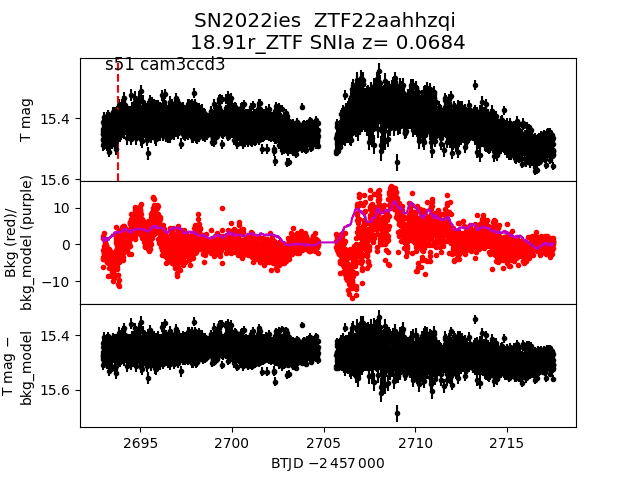 SN2022ies  ZTF22aahhzqi
18.91r_ZTF SNIa z= 0.0684
s51 cam3ccd3
T mag
15.4
15.6
Bkg (red)/
bkg_model (purple)
10
0
−10
T mag −
bkg_model
15.4
15.6
2695
2700
2705
2710
2715
BTJD −2 457 000